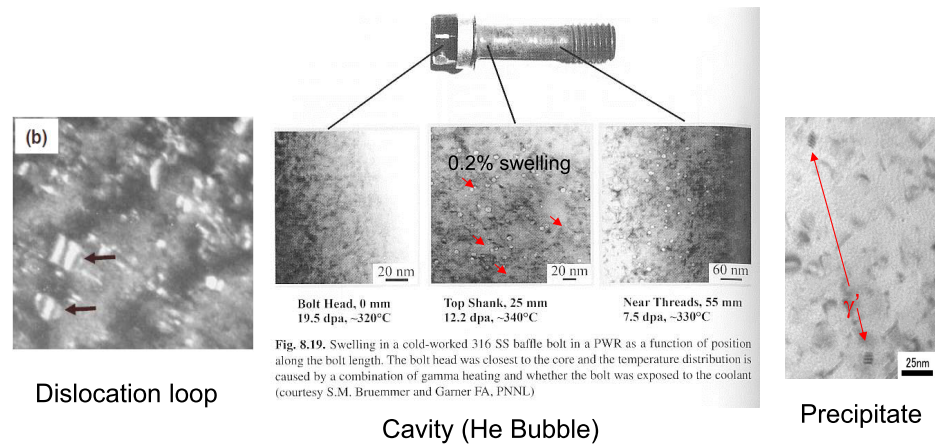 (b)
Dislocation loop
0.2% swelling
20 nm
20 nm
60 nm
Bolt Head, 0 mm
19.5 dpa, ~320°C
Top Shank, 25 mm
12.2 dpa, ~340°C
Near Threads, 55 mm
7.5 dpa, ~330°C
Fig. 8.19. Swelling in a cold-worked 316 SS baffle bolt in a PWR as a function of position
along the bolt length. The bolt head was closest to the core and the temperature distribution is
caused by a combination of gamma heating and whether the bolt was exposed to the coolant
(courtesy S.M. Bruemmer and Garner FA, PNNL)
Cavity (He Bubble)
γ'
25nm
Precipitate